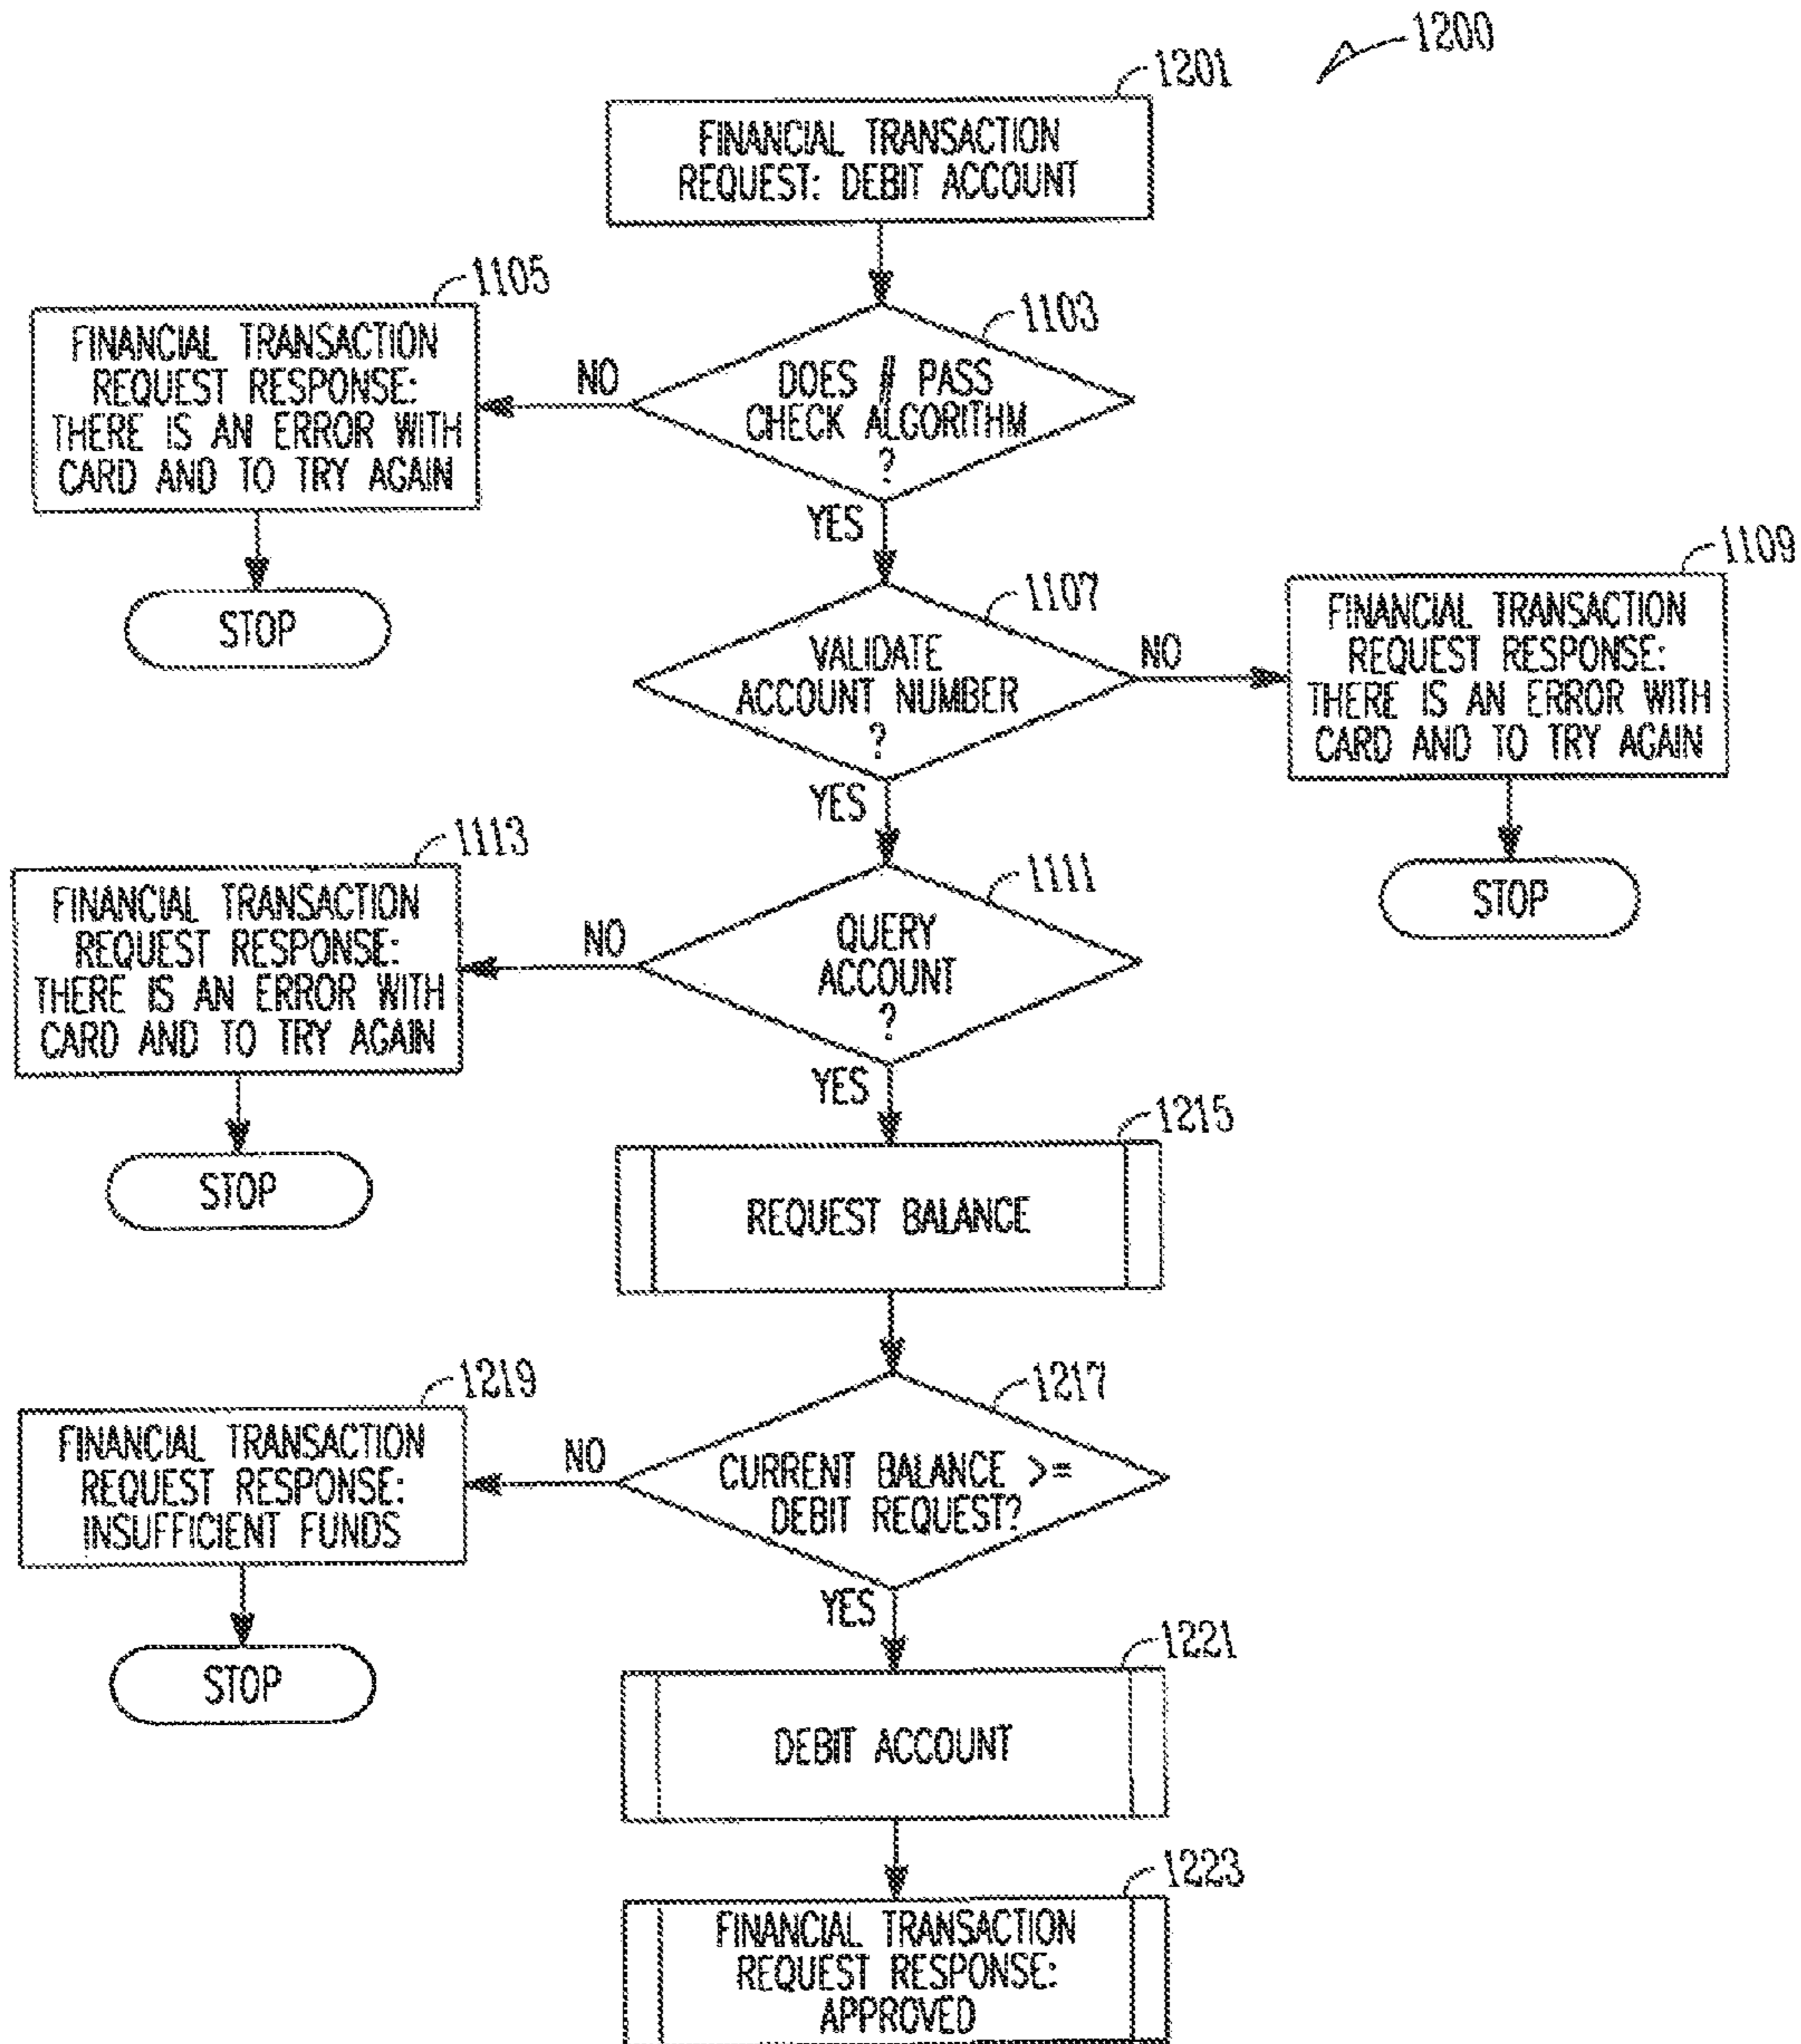 1200
1201
FINANCIAL TRANSACTION
REQUEST: DEBIT ACCOUNT
1105
FINANCIAL TRANSACTION
REQUEST RESPONSE:
THERE IS AN ERROR WITH
CARD AND TO TRY AGAIN
NO
1103
DOES # PASS
CHECK ALGORITHM
?
YES
STOP
1107
VALIDATE
ACCOUNT NUMBER
?
NO
1109
FINANCIAL TRANSACTION
REQUEST RESPONSE:
THERE IS AN ERROR WITH
CARD AND TO TRY AGAIN
YES
STOP
1113
FINANCIAL TRANSACTION
REQUEST RESPONSE:
THERE IS AN ERROR WITH
CARD AND TO TRY AGAIN
NO
1111
QUERY
ACCOUNT
?
YES
STOP
1215
REQUEST BALANCE
1219
FINANCIAL TRANSACTION
REQUEST RESPONSE:
INSUFFICIENT FUNDS
NO
1217
CURRENT BALANCE >=
DEBIT REQUEST?
YES
STOP
1221
DEBIT ACCOUNT
1223
FINANCIAL TRANSACTION
REQUEST RESPONSE:
APPROVED